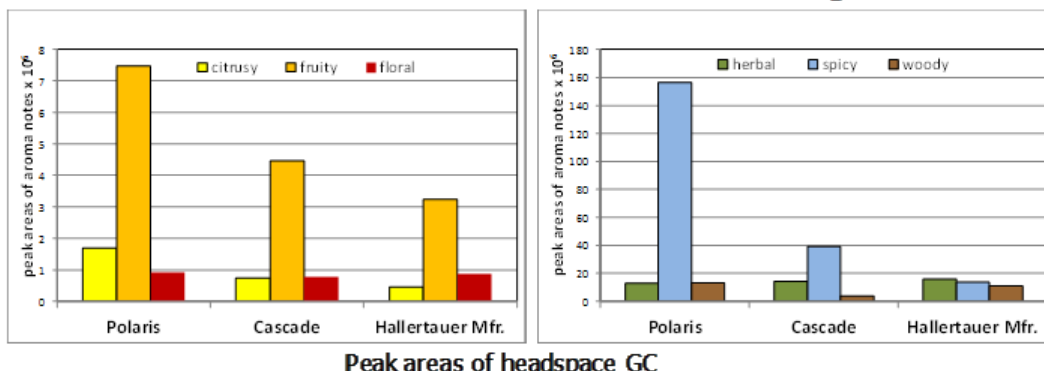 peak areas of aroma notes x 10⁶
8
7
6
5
4
3
2
1
0
citrusy fruity floral
Polaris Cascade Hallertauer Mfr.
peak areas of aroma notes x 10⁶
180
160
140
120
100
80
60
40
20
0
herbal spicy woody
Polaris Cascade Hallertauer Mfr.
Peak areas of headspace GC